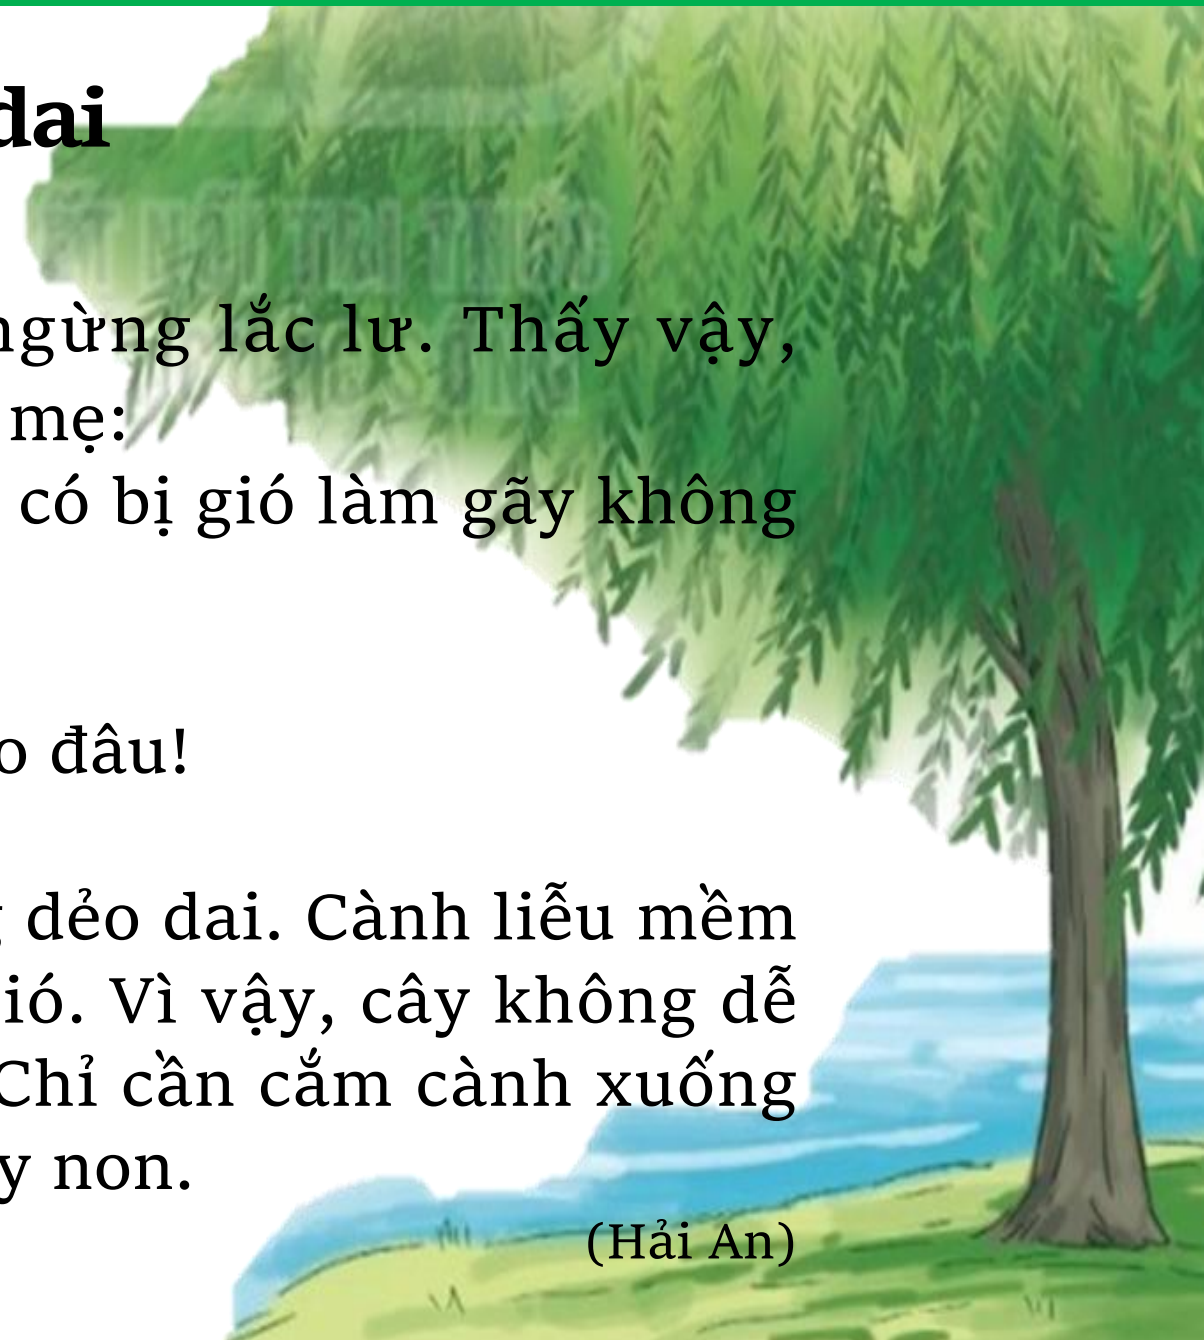 dai
ngừng lắc lư. Thấy vậy,
mẹ:
có bị gió làm gãy không
o đâu!
dẻo dai. Cành liễu mềm
ió. Vì vậy, cây không dễ
Chỉ cần cắm cành xuống
y non.
(Hải An)